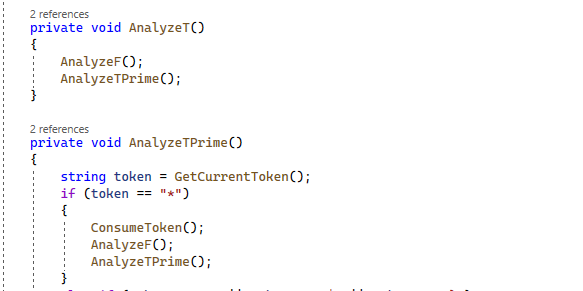 2 references
private void AnalyzeT()
{
AnalyzeF();
AnalyzeTPrime();
}
2 references
private void AnalyzeTPrime()
{
string token = GetCurrentToken();
if (token == "*")
{
ConsumeToken();
AnalyzeF();
AnalyzeTPrime();
}